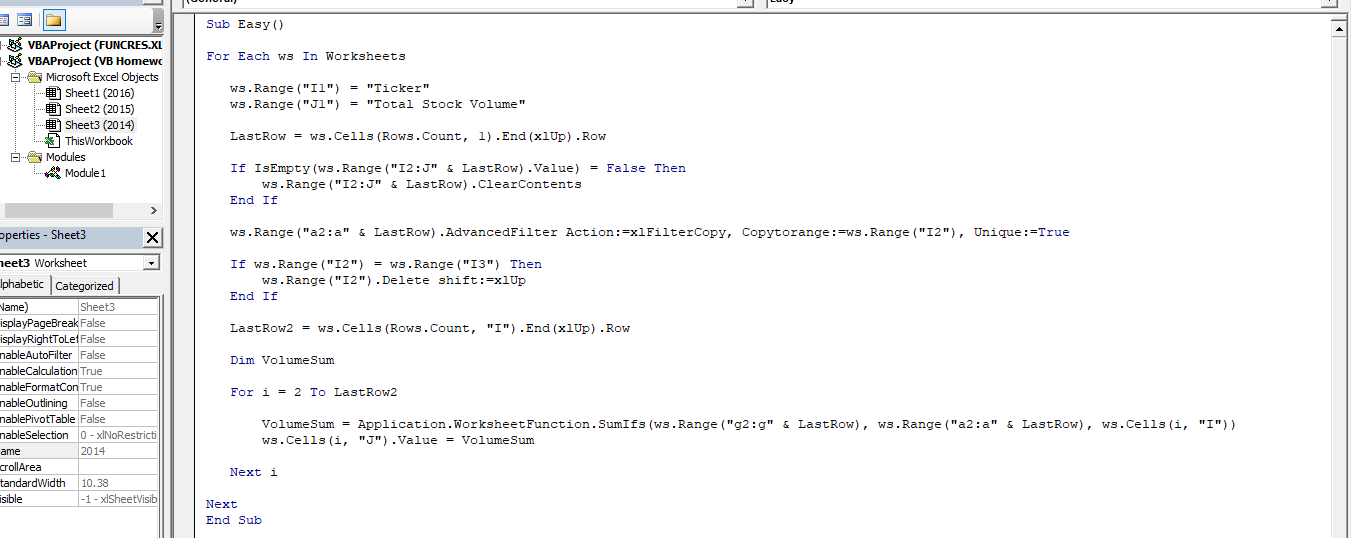 Sub Easy()
For Each ws In Worksheets
ws.Range("I1") = "Ticker"
ws.Range("J1") = "Total Stock Volume"
LastRow = ws.Cells(Rows.Count, 1).End(xlUp).Row
If IsEmpty(ws.Range("I2:J" & LastRow).Value) = False Then
ws.Range("I2:J" & LastRow).ClearContents
End If
ws.Range("a2:a" & LastRow).AdvancedFilter Action:=xlFilterCopy, Copytorange:=ws.Range("I2"), Unique:=True
If ws.Range("I2") = ws.Range("I3") Then
ws.Range("I2").Delete shift:=xlUp
End If
LastRow2 = ws.Cells(Rows.Count, "I").End(xlUp).Row
Dim VolumeSum
For i = 2 To LastRow2
VolumeSum = Application.WorksheetFunction.SumIfs(ws.Range("g2:g" & LastRow), ws.Range("a2:a" & LastRow), ws.Cells(i, "I"))
ws.Cells(i, "J").Value = VolumeSum
Next i
Next
End Sub
VBAProject (FUNCRES.XL
VBAProject (VB Homewo
Microsoft Excel Objects
Sheet1 (2016)
Sheet2 (2015)
Sheet3 (2014)
ThisWorkbook
Modules
Module1
operties - Sheet3
heet3 Worksheet
lphabetic Categorized
Name) Sheet3
isplayPageBreak False
isplayRightToLef False
nableAutoFilter False
nableCalculation True
nableFormatCon True
nableOutlining False
nablePivotTable False
nableSelection 0 - xlNoRestricti
ame 2014
crollArea
tandardWidth 10.38
isible -1 - xlSheetVisib